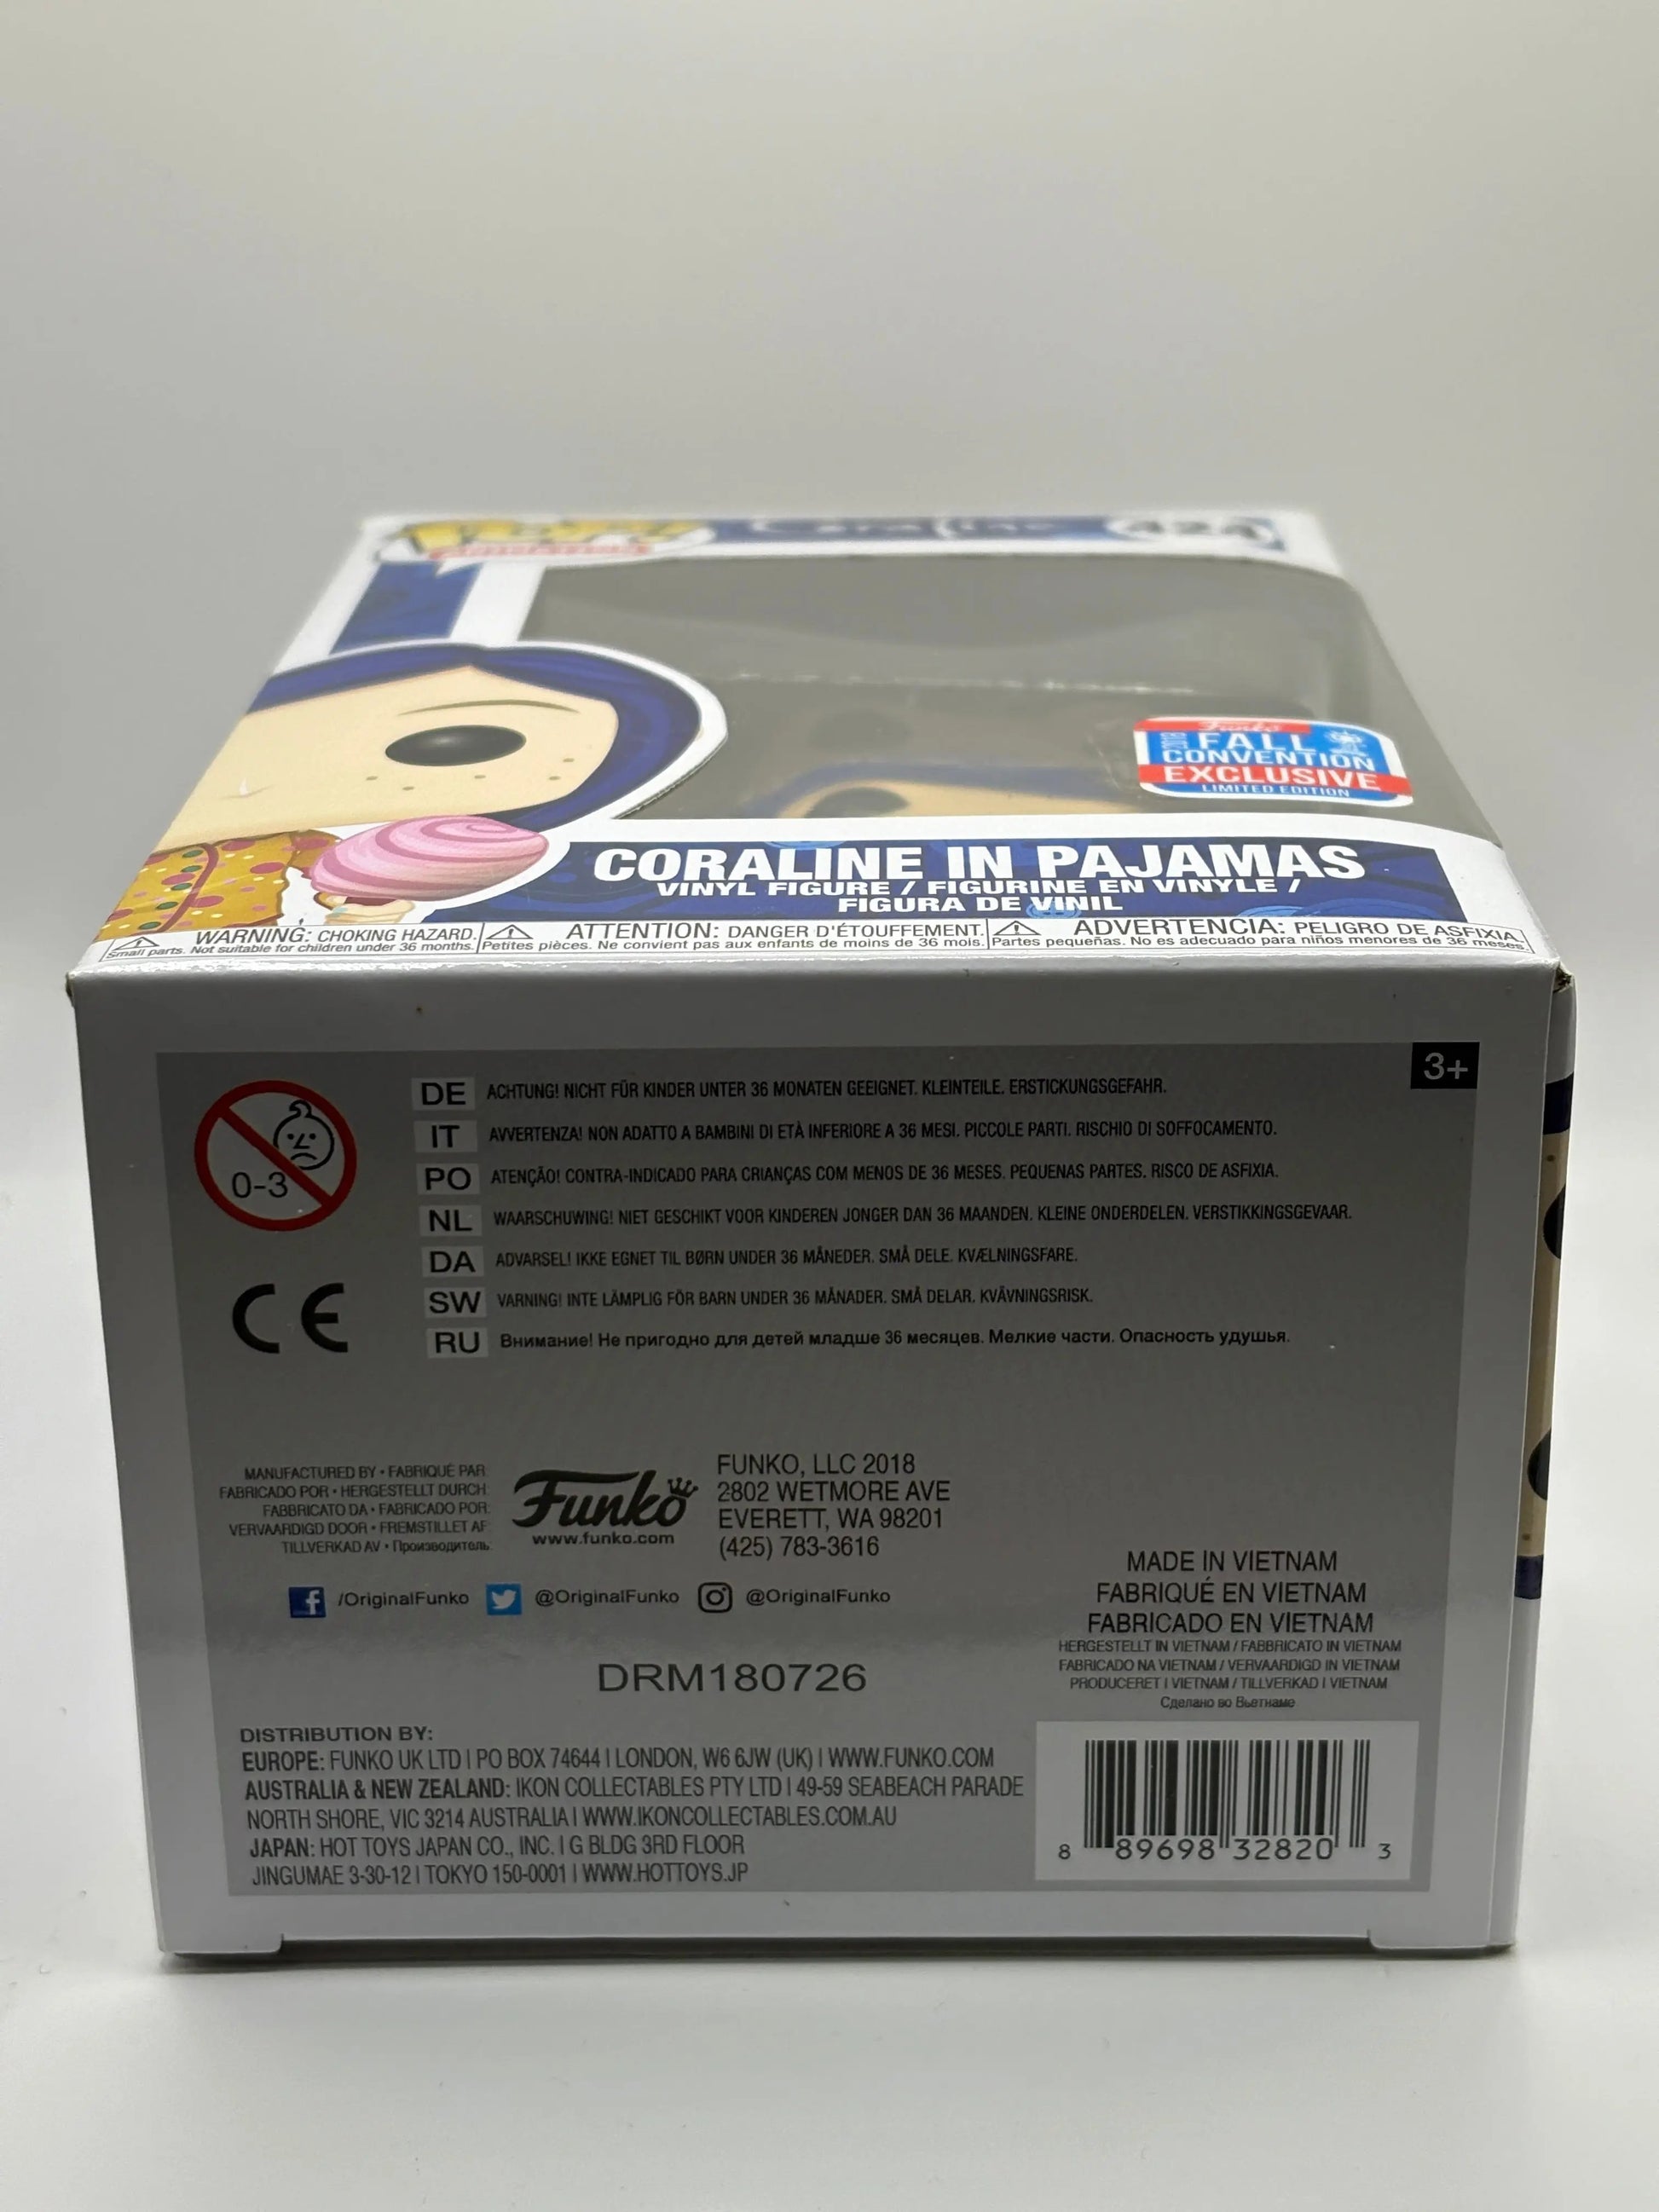 POP!
Coraline
424
Funko
2018
FALL
CONVENTION
EXCLUSIVE
LIMITED EDITION
CORALINE IN PAJAMAS
VINYL FIGURE / FIGURINE EN VINYLE /
FIGURA DE VINIL
WARNING: CHOKING HAZARD.
Small parts. Not suitable for children under 36 months.
ATTENTION: DANGER D'ÉTOUFFEMENT.
Petites pièces. Ne convient pas aux enfants de moins de 36 mois.
ADVERTENCIA: PELIGRO DE ASFIXIA.
Partes pequeñas. No es adecuado para niños menores de 36 meses.
3+
0-3
DE ACHTUNG! NICHT FÜR KINDER UNTER 36 MONATEN GEEIGNET. KLEINTEILE. ERSTICKUNGSGEFAHR.
IT AVVERTENZA! NON ADATTO A BAMBINI DI ETÀ INFERIORE A 36 MESI. PICCOLE PARTI. RISCHIO DI SOFFOCAMENTO.
PO ATENÇÃO! CONTRA-INDICADO PARA CRIANÇAS COM MENOS DE 36 MESES. PEQUENAS PARTES. RISCO DE ASFIXIA.
NL WAARSCHUWING! NIET GESCHIKT VOOR KINDEREN JONGER DAN 36 MAANDEN. KLEINE ONDERDELEN. VERSTIKKINGSGEVAAR.
DA ADVARSEL! IKKE EGNET TIL BØRN UNDER 36 MÅNEDER. SMÅ DELE. KVÆLNINGSFARE.
SW VARNING! INTE LÄMPLIG FÖR BARN UNDER 36 MÅNADER. SMÅ DELAR. KVÄVNINGSRISK.
RU Внимание! Не пригодно для детей младше 36 месяцев. Мелкие части. Опасность удушья.
CE
MANUFACTURED BY • FABRIQUÉ PAR
FABRICADO POR • HERGESTELLT DURCH:
FABBRICATO DA • FABRICADO POR:
VERVAARDIGD DOOR • FREMSTILLET AF
TILLVERKAD AV • Производитель:
Funko
www.funko.com
FUNKO, LLC 2018
2802 WETMORE AVE
EVERETT, WA 98201
(425) 783-3616
/OriginalFunko @OriginalFunko @OriginalFunko
MADE IN VIETNAM
FABRIQUÉ EN VIETNAM
FABRICADO EN VIETNAM
HERGESTELLT IN VIETNAM / FABBRICATO IN VIETNAM
FABRICADO NA VIETNAM / VERVAARDIGD IN VIETNAM
PRODUCERET I VIETNAM / TILLVERKAD I VIETNAM
Сделано во Вьетнаме
DRM180726
DISTRIBUTION BY:
EUROPE: FUNKO UK LTD | PO BOX 74644 | LONDON, W6 6JW (UK) | WWW.FUNKO.COM
AUSTRALIA & NEW ZEALAND: IKON COLLECTABLES PTY LTD | 49-59 SEABEACH PARADE
NORTH SHORE, VIC 3214 AUSTRALIA | WWW.IKONCOLLECTABLES.COM.AU
JAPAN: HOT TOYS JAPAN CO., INC. | G BLDG 3RD FLOOR
JINGUMAE 3-30-12 | TOKYO 150-0001 | WWW.HOTTOYS.JP
8 89698 32820 3